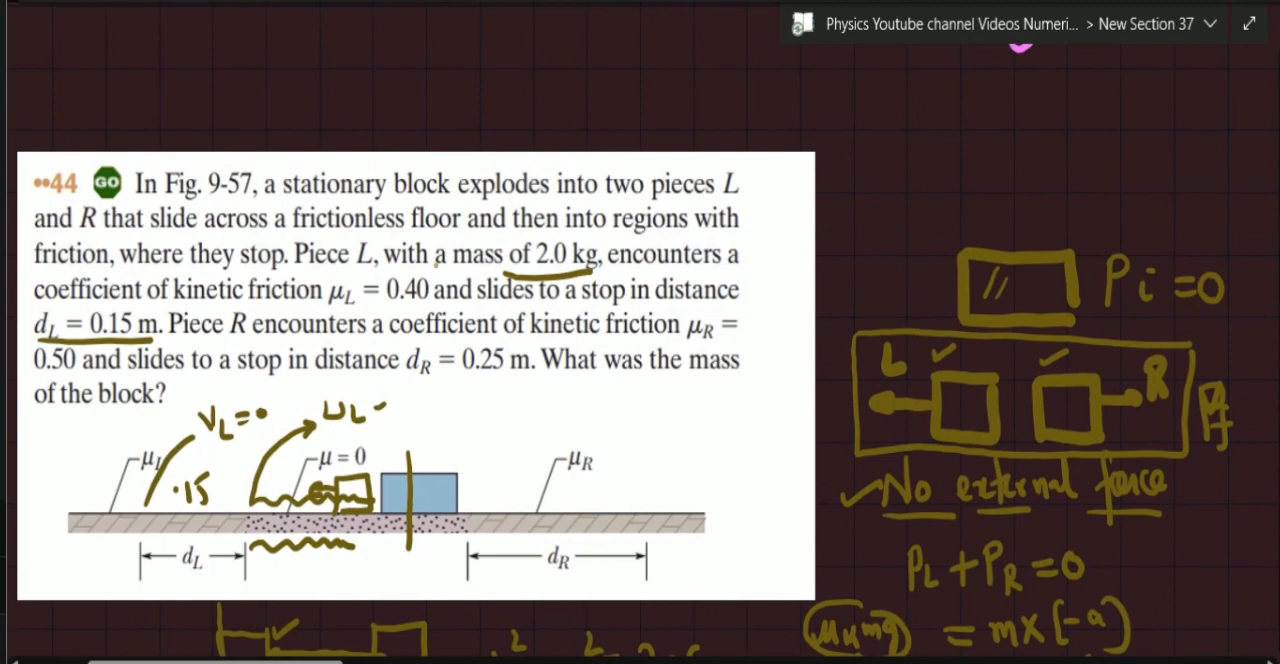 Physics Youtube channel Videos Numeri... > New Section 37
••44 GO In Fig. 9-57, a stationary block explodes into two pieces L
and R that slide across a frictionless floor and then into regions with
friction, where they stop. Piece L, with a mass of 2.0 kg, encounters a
coefficient of kinetic friction μL = 0.40 and slides to a stop in distance
dL = 0.15 m. Piece R encounters a coefficient of kinetic friction μR =
0.50 and slides to a stop in distance dR = 0.25 m. What was the mass
of the block?
VL=0
UL
μL
.15
μ = 0
μR
dL
dR
Pi=0
L
R
Pf
No external force
PL+PR=0
μkmg = mx(-a)